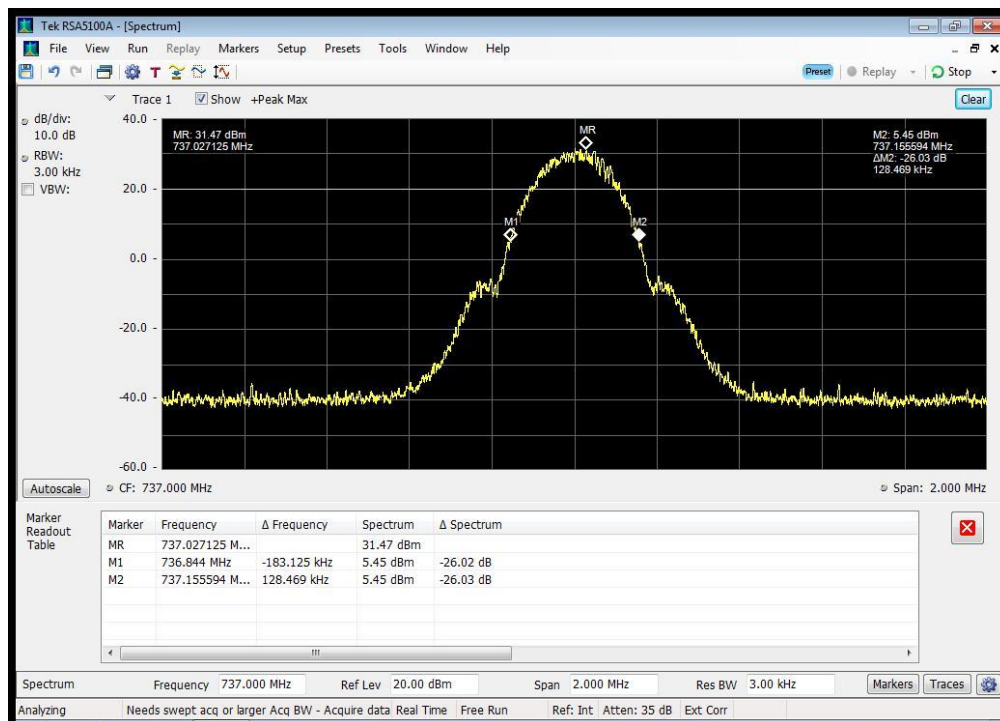 Tek RSA5100A - [Spectrum]
File View Run Replay Markers Setup Presets Tools Window Help
T Preset Replay Stop
Trace 1 Show +Peak Max Clear
dB/div:
10.0 dB
RBW:
3.00 kHz
VBW:
40.0 -
20.0 -
0.0 -
-20.0 -
-40.0 -
-60.0 -
MR: 31.47 dBm
737.027125 MHz
MR
M1
M2
M2: 5.45 dBm
737.155594 MHz
ΔM2: -26.03 dB
128.469 kHz
Autoscale CF: 737.000 MHz Span: 2.000 MHz
Marker
Readout
Table
Marker Frequency Δ Frequency Spectrum Δ Spectrum
MR 737.027125 M... 31.47 dBm
M1 736.844 MHz -183.125 kHz 5.45 dBm -26.02 dB
M2 737.155594 M... 128.469 kHz 5.45 dBm -26.03 dB
Spectrum Frequency 737.000 MHz Ref Lev 20.00 dBm Span 2.000 MHz Res BW 3.00 kHz Markers Traces
Analyzing Needs swept acq or larger Acq BW - Acquire data Real Time Free Run Ref: Int Atten: 35 dB Ext Corr